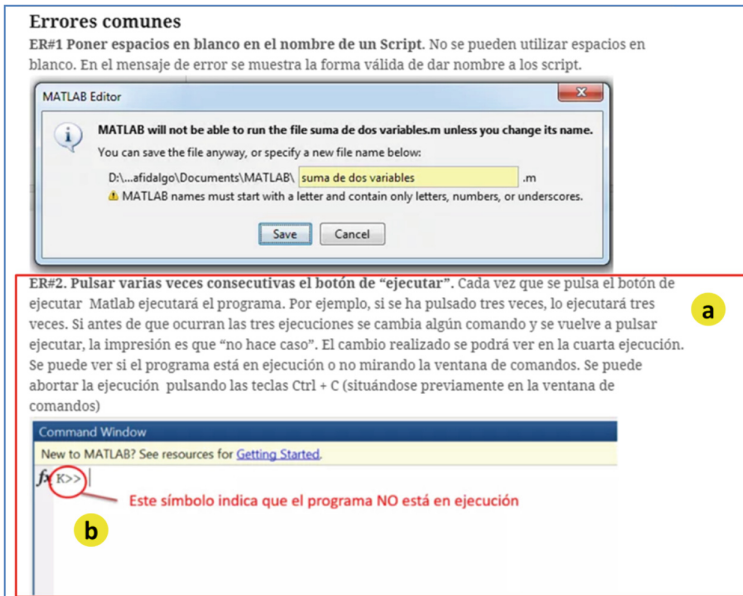 Errores comunes
ER#1 Poner espacios en blanco en el nombre de un Script. No se pueden utilizar espacios en
blanco. En el mensaje de error se muestra la forma válida de dar nombre a los script.
MATLAB Editor
MATLAB will not be able to run the file suma de dos variables.m unless you change its name.
You can save the file anyway, or specify a new file name below:
D:\...afidalgo\Documents\MATLAB\ suma de dos variables .m
MATLAB names must start with a letter and contain only letters, numbers, or underscores.
Save Cancel
ER#2. Pulsar varias veces consecutivas el botón de “ejecutar”. Cada vez que se pulsa el botón de
ejecutar Matlab ejecutará el programa. Por ejemplo, si se ha pulsado tres veces, lo ejecutará tres
veces. Si antes de que ocurran las tres ejecuciones se cambia algún comando y se vuelve a pulsar
ejecutar, la impresión es que “no hace caso”. El cambio realizado se podrá ver en la cuarta ejecución.
Se puede ver si el programa está en ejecución o no mirando la ventana de comandos. Se puede
abortar la ejecución pulsando las teclas Ctrl + C (situándose previamente en la ventana de
comandos)
a
Command Window
New to MATLAB? See resources for Getting Started.
fx K>>
Este símbolo indica que el programa NO está en ejecución
b